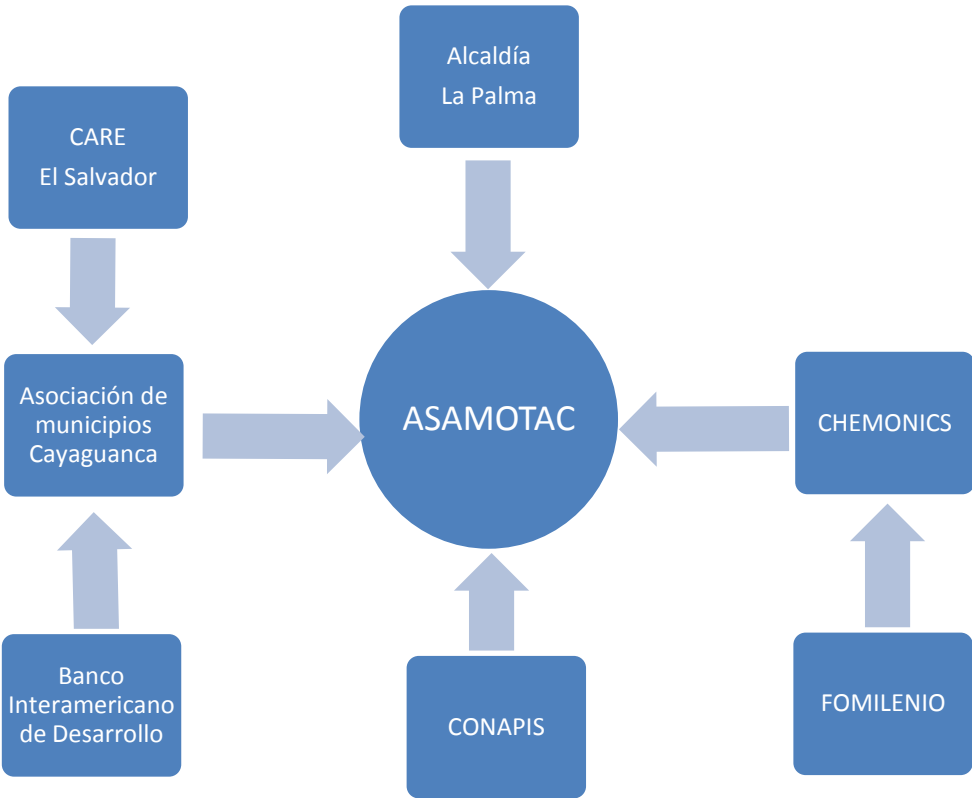 Alcaldía
La Palma
CARE
El Salvador
Asociación de
municipios
Cayaguanca
ASAMOTAC
CHEMONICS
Banco
Interamericano
de Desarrollo
CONAPIS
FOMILENIO